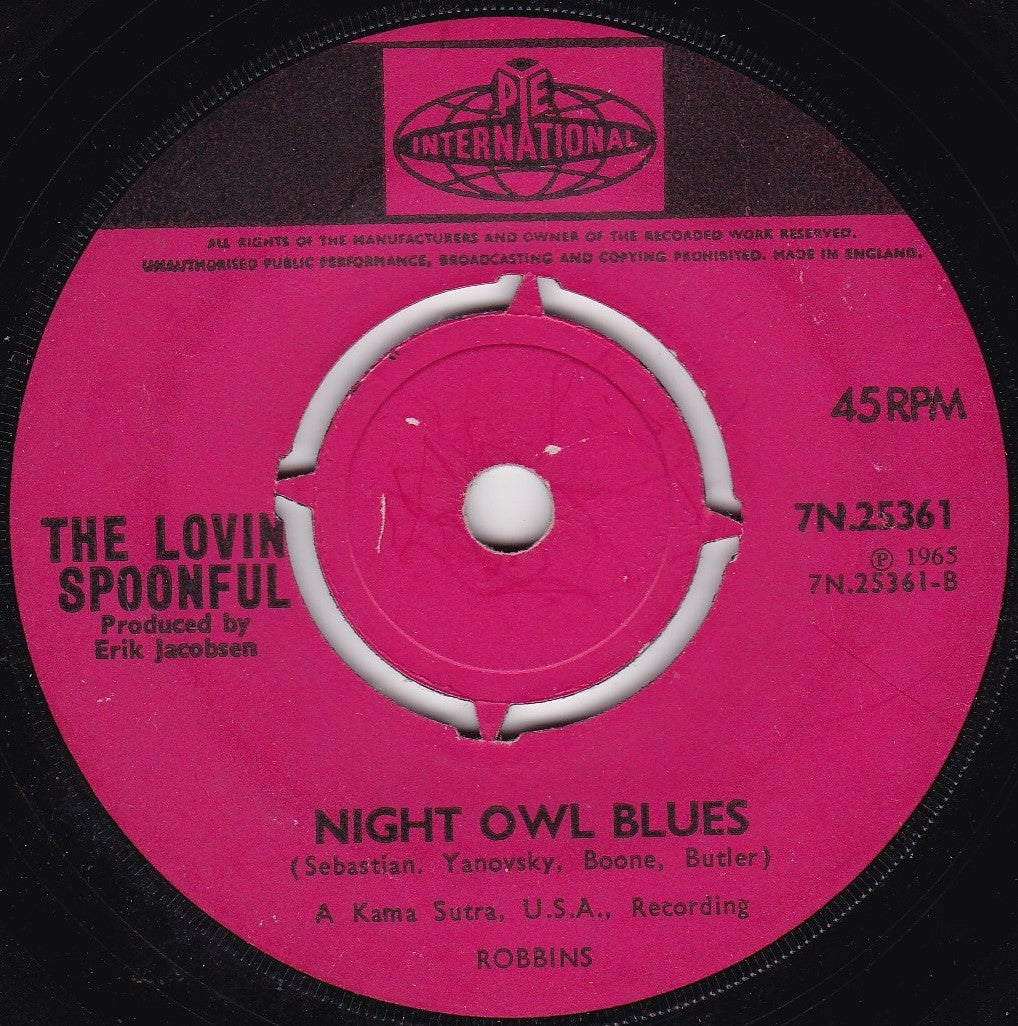 PYE
INTERNATIONAL
ALL RIGHTS OF THE MANUFACTURERS AND OWNER OF THE RECORDED WORK RESERVED.
UNAUTHORISED PUBLIC PERFORMANCE, BROADCASTING AND COPYING PROHIBITED. MADE IN ENGLAND.
45 RPM
7N.25361
℗ 1965
7N.25361-B
THE LOVIN
SPOONFUL
Produced by
Erik Jacobsen
NIGHT OWL BLUES
(Sebastian. Yanovsky, Boone, Butler)
A Kama Sutra, U.S.A., Recording
ROBBINS